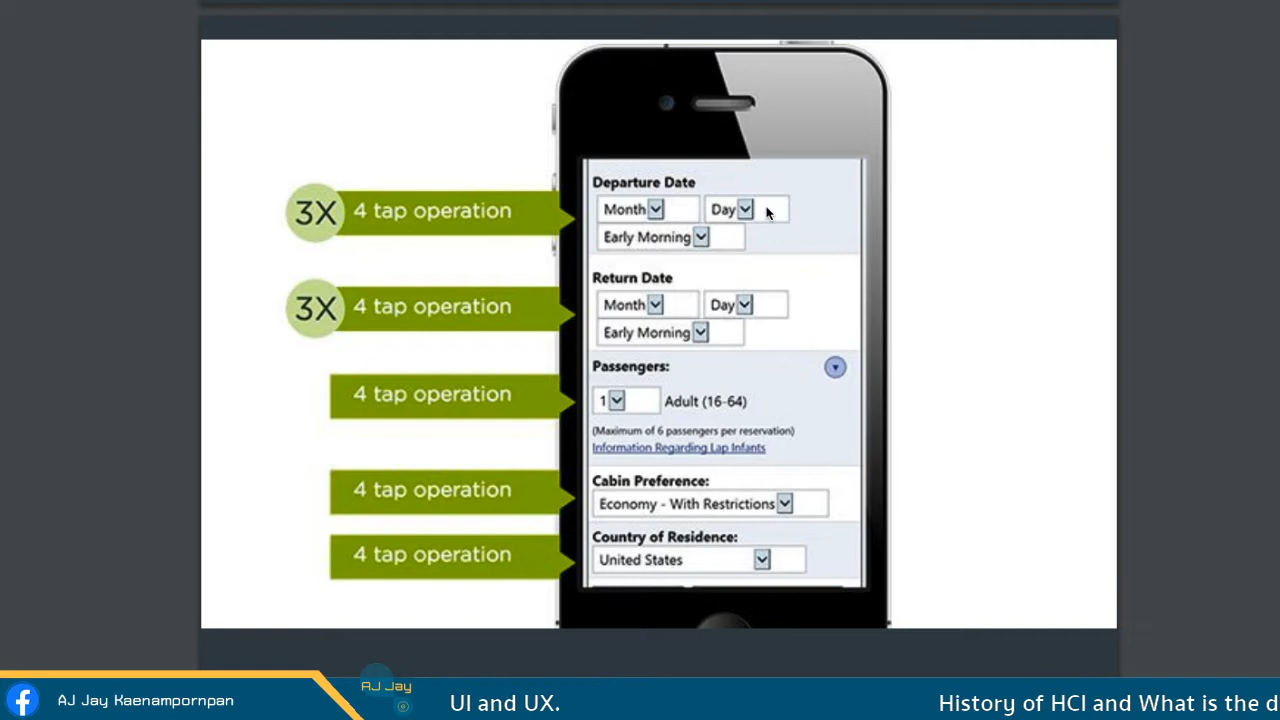 Departure Date
3X 4 tap operation
Month Day
Early Morning
Return Date
3X 4 tap operation
Month Day
Early Morning
Passengers:
4 tap operation
1 Adult (16-64)
(Maximum of 6 passengers per reservation)
Information Regarding Lap Infants
Cabin Preference:
4 tap operation
Economy - With Restrictions
Country of Residence:
4 tap operation
United States
AJ Jay Kaenampornpan
AJ Jay
UI and UX.
History of HCI and What is the d